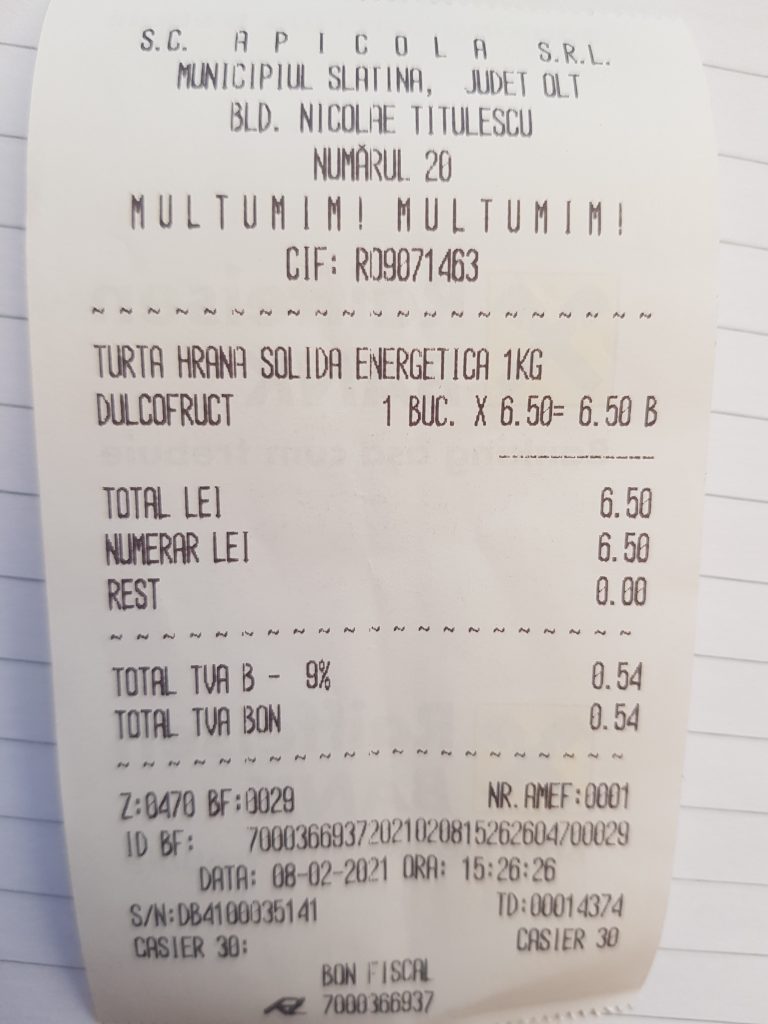 S.C. A P I C O L A S.R.L.
MUNICIPIUL SLATINA, JUDET OLT
BLD. NICOLAE TITULESCU
NUMĂRUL 20
M U L T U M I M ! M U L T U M I M !
CIF: RO9071463
~ ~ ~ ~ ~ ~ ~ ~ ~ ~ ~ ~ ~ ~ ~ ~ ~ ~ ~ ~ ~ ~ ~ ~
TURTA HRANA SOLIDA ENERGETICA 1KG
DULCOFRUCT 1 BUC. X 6.50= 6.50 B
-----------
TOTAL LEI 6.50
NUMERAR LEI 6.50
REST 0.00
~ ~ ~ ~ ~ ~ ~ ~ ~ ~ ~ ~ ~ ~ ~ ~ ~ ~ ~ ~ ~ ~ ~ ~
TOTAL TVA B - 9% 0.54
TOTAL TVA BON 0.54
~ ~ ~ ~ ~ ~ ~ ~ ~ ~ ~ ~ ~ ~ ~ ~ ~ ~ ~ ~ ~ ~ ~ ~
Z:0470 BF:0029 NR.AMEF:0001
ID BF: 70003669372021020815262604700029
DATA: 08-02-2021 ORA: 15:26:26
S/N:DB4100035141 TD:00014374
CASIER 30: CASIER 30
BON FISCAL
7000366937